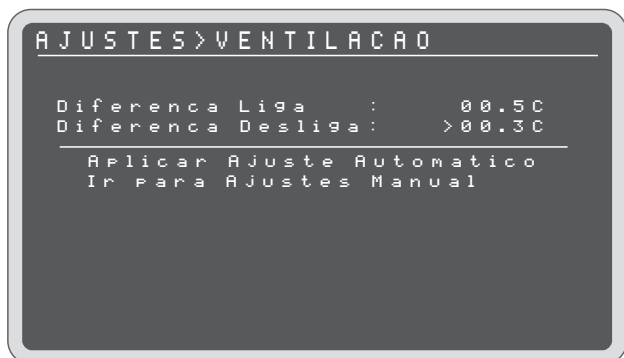 AJUSTES>VENTILACAO
Diferenca Liga : 00.5C
Diferenca Desliga: >00.3C
Aplicar Ajuste Automatico
Ir para Ajustes Manual